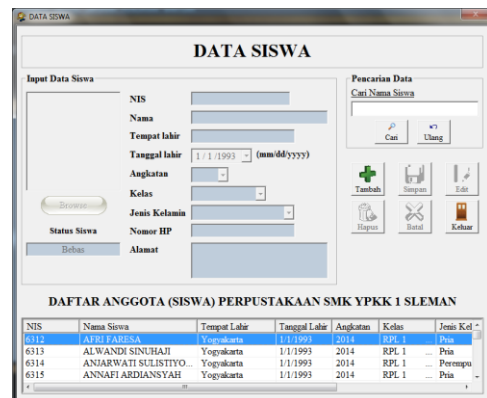 DATA SISWA
DATA SISWA
Input Data Siswa
NIS
Nama
Tempat lahir
Tanggal lahir 1 / 1 /1993 (mm/dd/yyyy)
Angkatan
Kelas
Jenis Kelamin
Nomor HP
Alamat
Browse
Status Siswa
Bebas
Pencarian Data
Cari Nama Siswa
Cari Ulang
Tambah Simpan Edit
Hapus Batal Keluar
DAFTAR ANGGOTA (SISWA) PERPUSTAKAAN SMK YPKK 1 SLEMAN
NIS Nama Siswa Tempat Lahir Tanggal Lahir Angkatan Kelas Jenis Kel
6312 AFRI FARESA Yogyakarta 1/1/1993 2014 RPL 1 ... Pria
6313 ALWANDI SINUHAJI Yogyakarta 1/1/1993 2014 RPL 1 ... Pria
6314 ANJARWATI SULISTIYO... Yogyakarta 1/1/1993 2014 RPL 1 ... Perempu
6315 ANNAFI ARDIANSYAH Yogyakarta 1/1/1993 2014 RPL 1 ... Pria